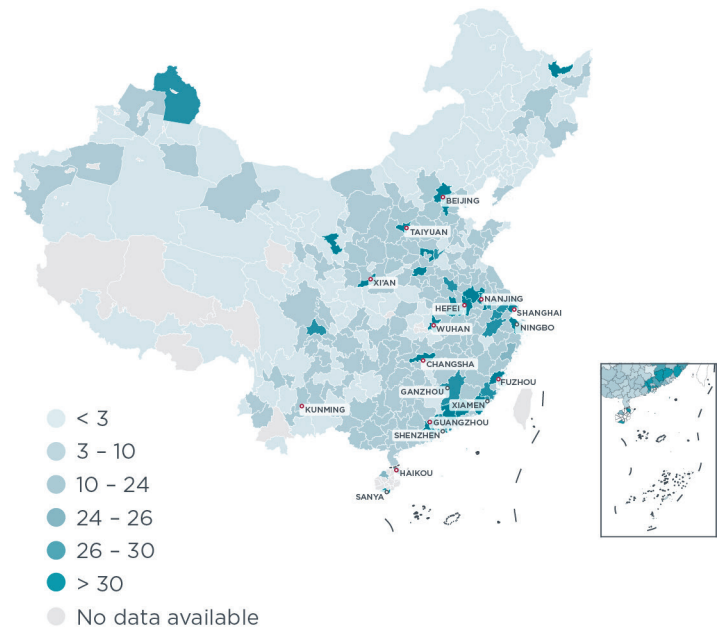 BEIJING
TAIYUAN
XI'AN
NANJING
HEFEI
SHANGHAI
WUHAN
NINGBO
CHANGSHA
FUZHOU
GANZHOU
XIAMEN
KUNMING
GUANGZHOU
SHENZHEN
HAIKOU
SANYA
< 3
3 – 10
10 – 24
24 – 26
26 – 30
> 30
No data available